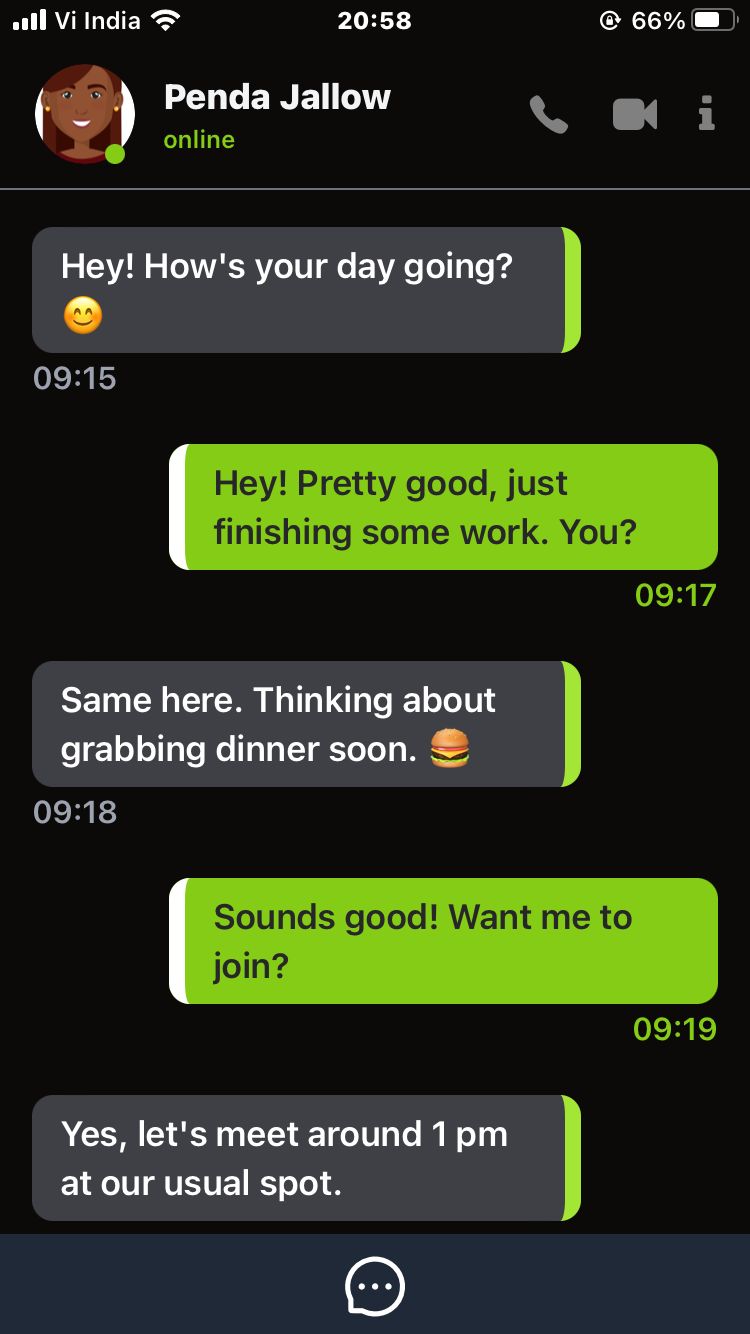 Vi India 20:58 66%
Penda Jallow
online
Hey! How's your day going?
😊
09:15
Hey! Pretty good, just
finishing some work. You?
09:17
Same here. Thinking about
grabbing dinner soon. 🍔
09:18
Sounds good! Want me to
join?
09:19
Yes, let's meet around 1 pm
at our usual spot.